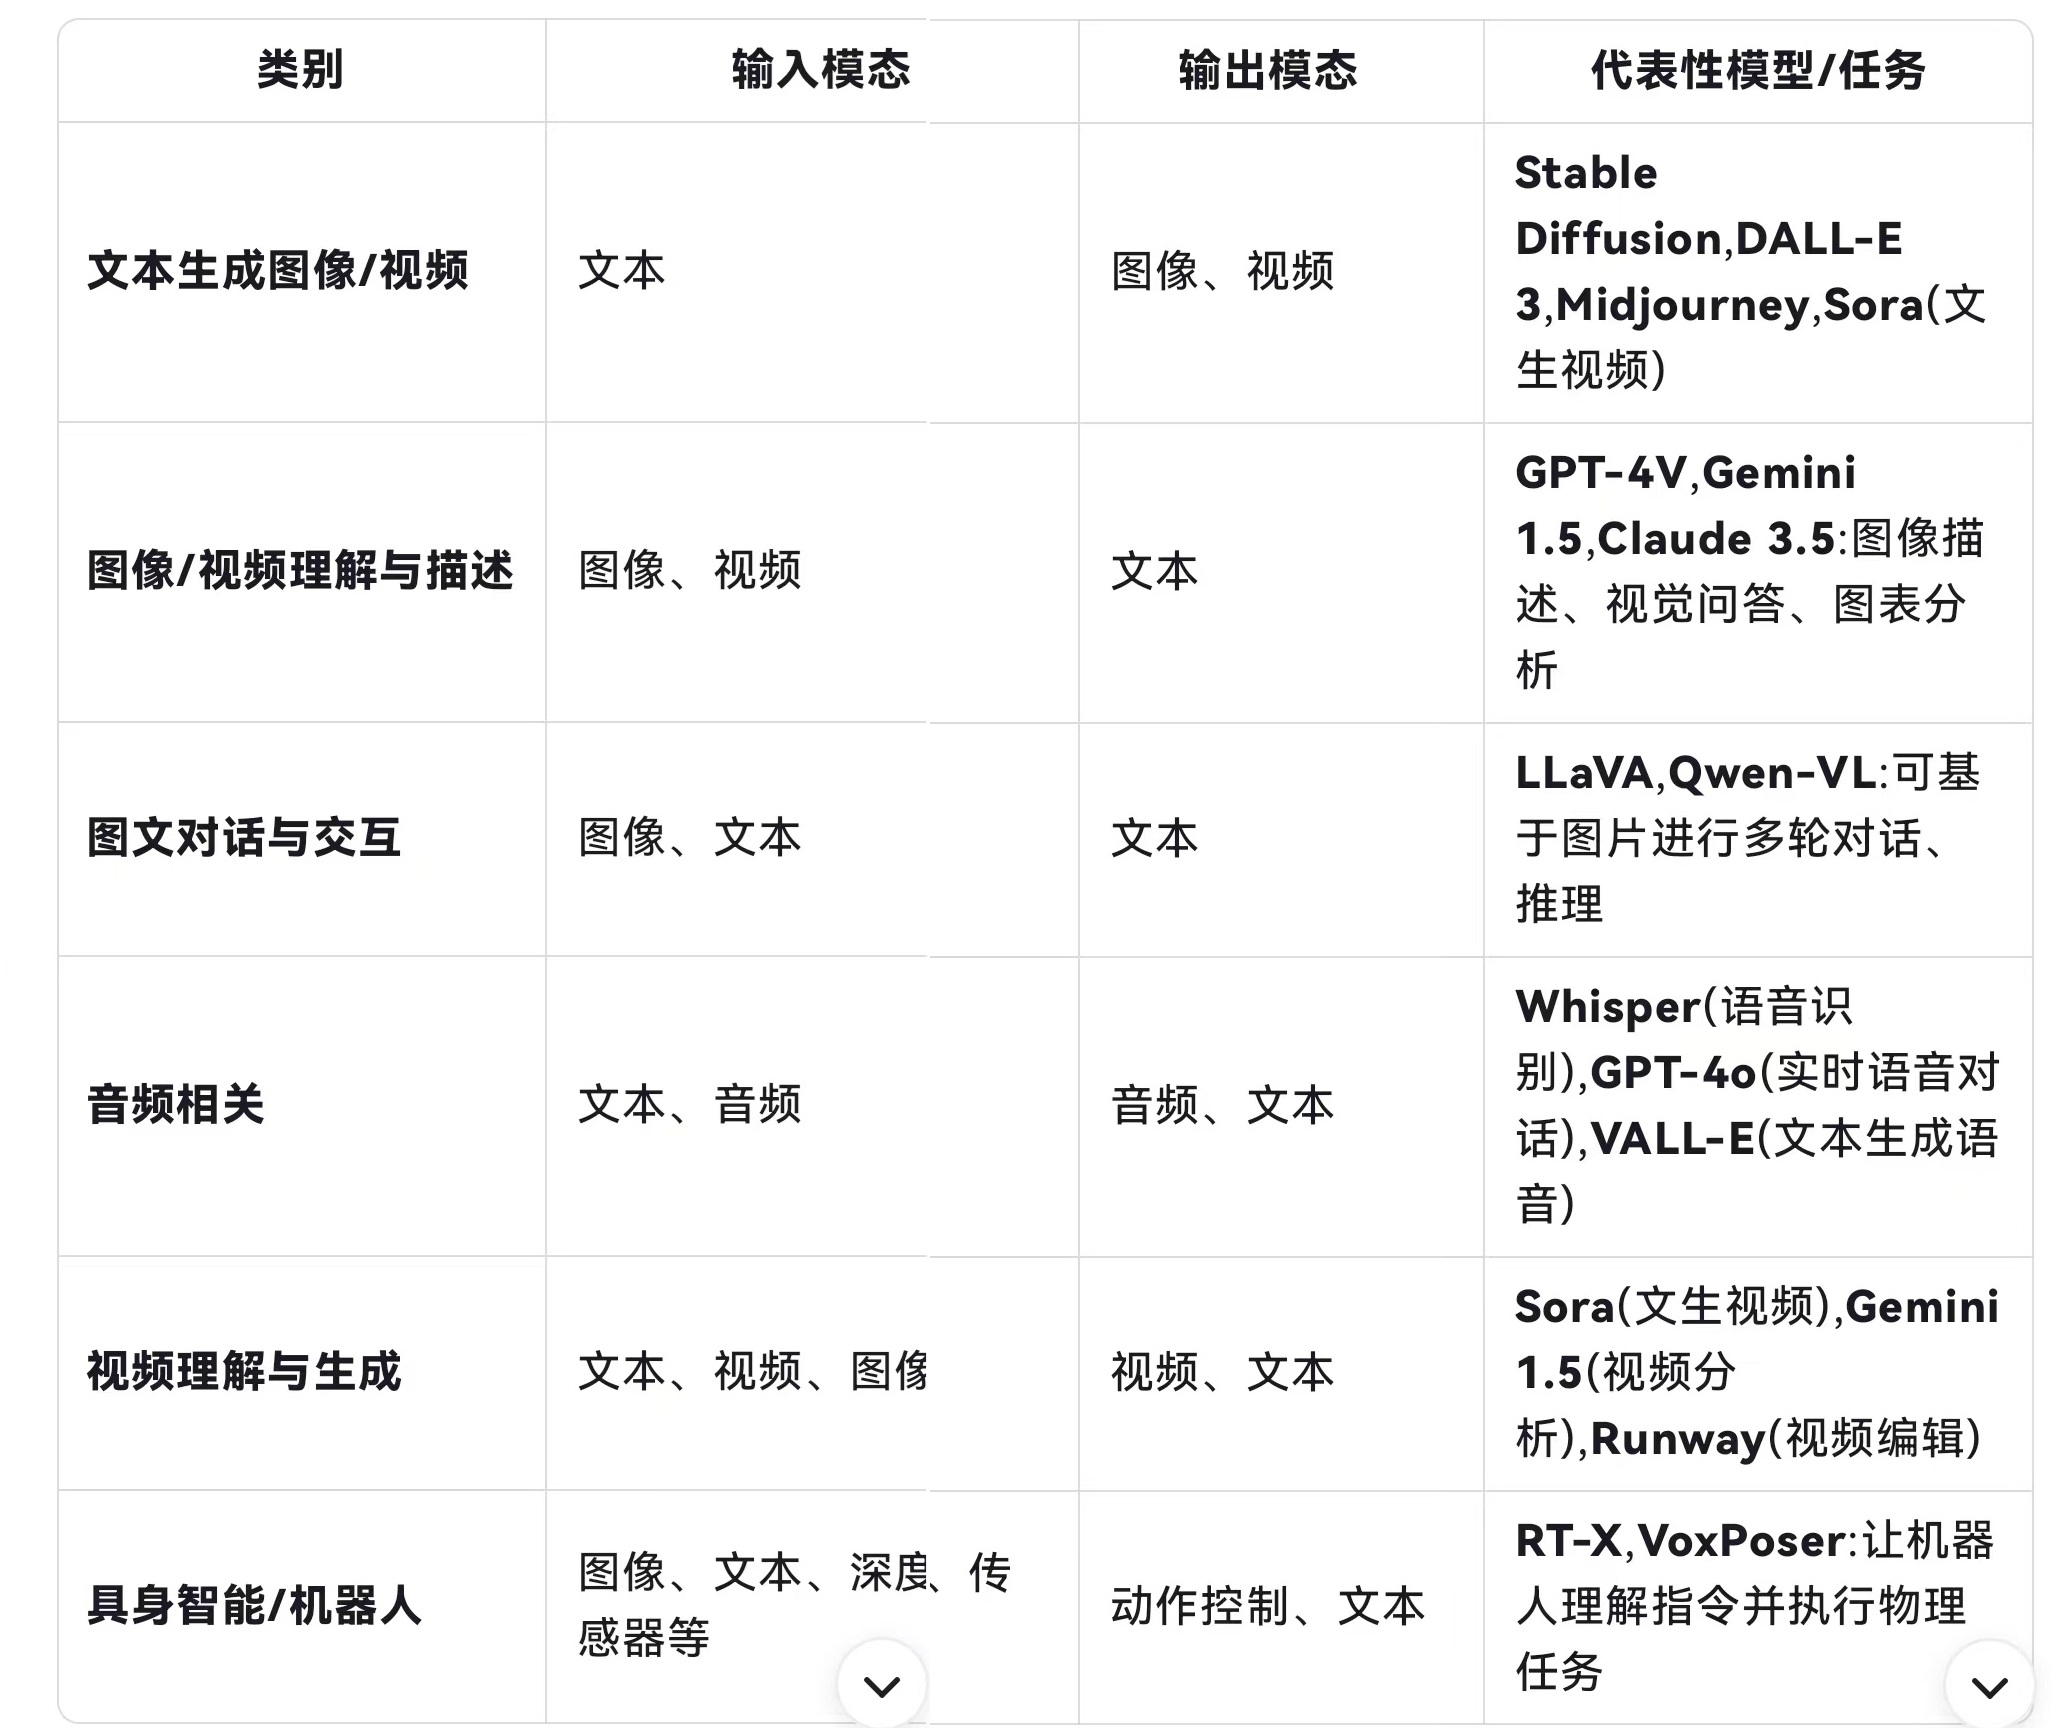 类别 输入模态 输出模态 代表性模型/任务
文本生成图像/视频 文本 图像、视频
Stable
Diffusion,DALL-E
3,Midjourney,Sora(文
生视频)
图像/视频理解与描述 图像、视频 文本
GPT-4V,Gemini
1.5,Claude 3.5:图像描
述、视觉问答、图表分
析
图文对话与交互 图像、文本 文本
LLaVA,Qwen-VL:可基
于图片进行多轮对话、
推理
音频相关 文本、音频 音频、文本
Whisper(语音识
别),GPT-4o(实时语音对
话),VALL-E(文本生成语
音)
视频理解与生成 文本、视频、图像 视频、文本
Sora(文生视频),Gemini
1.5(视频分
析),Runway(视频编辑)
具身智能/机器人
图像、文本、深度、传
感器等
动作控制、文本
RT-X,VoxPoser:让机器
人理解指令并执行物理
任务